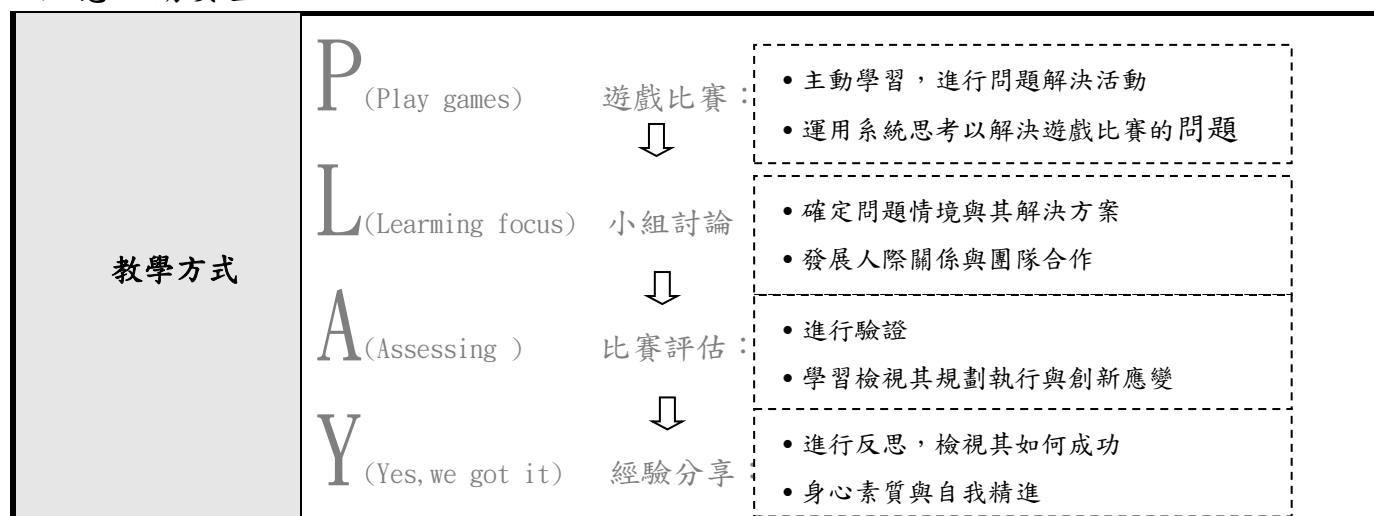 教學方式
P(Play games) 遊戲比賽：
• 主動學習，進行問題解決活動
• 運用系統思考以解決遊戲比賽的問題
L(Learming focus) 小組討論
• 確定問題情境與其解決方案
• 發展人際關係與團隊合作
A(Assessing ) 比賽評估：
• 進行驗證
• 學習檢視其規劃執行與創新應變
Y(Yes,we got it) 經驗分享：
• 進行反思，檢視其如何成功
• 身心素質與自我精進